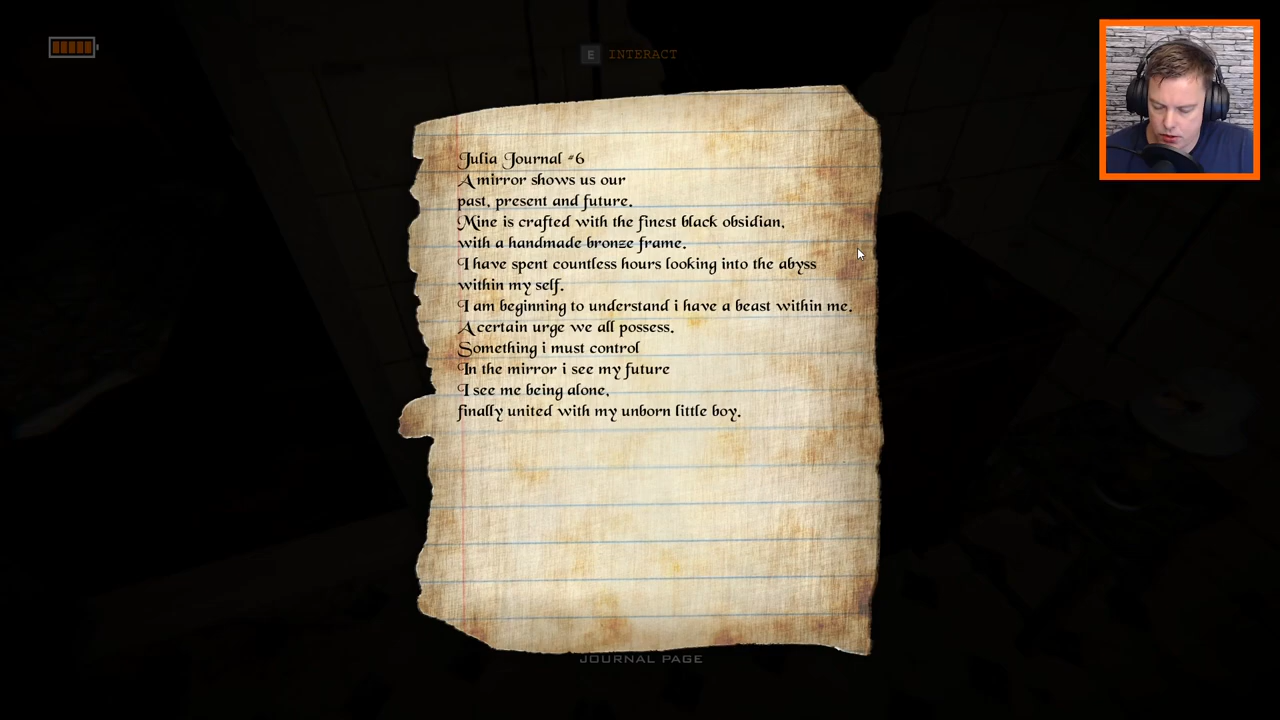 E INTERACT
Julia Journal #6
A mirror shows us our
past, present and future.
Mine is crafted with the finest black obsidian,
with a handmade bronze frame.
I have spent countless hours looking into the abyss
within my self.
I am beginning to understand i have a beast within me.
A certain urge we all possess.
Something i must control
In the mirror i see my future
I see me being alone,
finally united with my unborn little boy.
JOURNAL PAGE